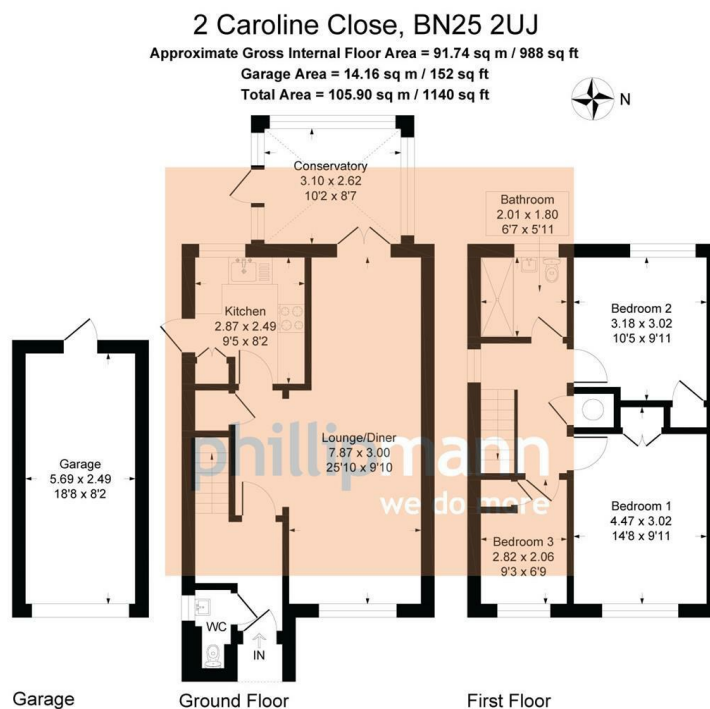 2 Caroline Close, BN25 2UJ
Approximate Gross Internal Floor Area = 91.74 sq m / 988 sq ft
Garage Area = 14.16 sq m / 152 sq ft
Total Area = 105.90 sq m / 1140 sq ft
N
Conservatory
3.10 x 2.62
10'2 x 8'7
Bathroom
2.01 x 1.80
6'7 x 5'11
Kitchen
2.87 x 2.49
9'5 x 8'2
Bedroom 2
3.18 x 3.02
10'5 x 9'11
Lounge/Diner
7.87 x 3.00
25'10 x 9'10
phillipmann
we do more
Garage
5.69 x 2.49
18'8 x 8'2
Bedroom 1
4.47 x 3.02
14'8 x 9'11
Bedroom 3
2.82 x 2.06
9'3 x 6'9
WC
IN
Garage
Ground Floor
First Floor